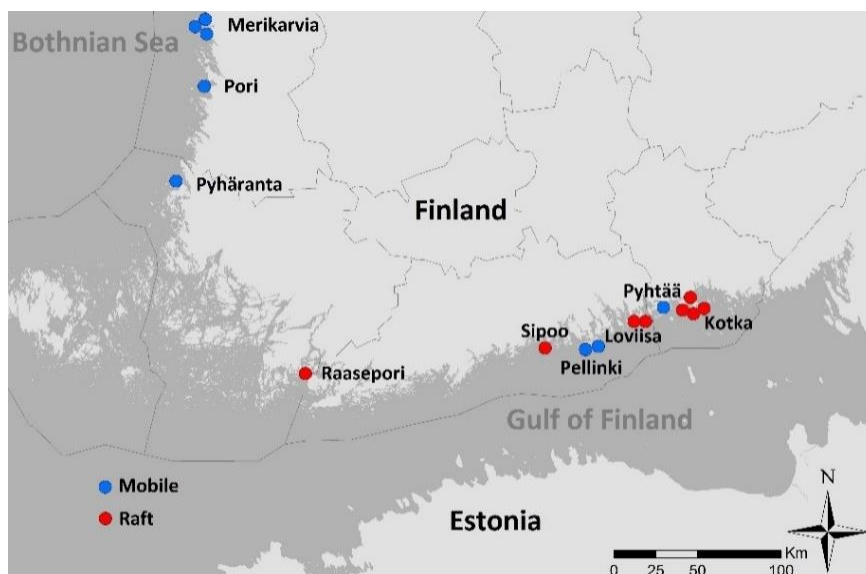 Merikarvia
Bothnian Sea
Pori
Pyhäranta
Finland
Pyhtää
Kotka
Sipoo
Loviisa
Pellinki
Raasepori
Gulf of Finland
Mobile
Raft
Estonia
N
Km
0 25 50 100